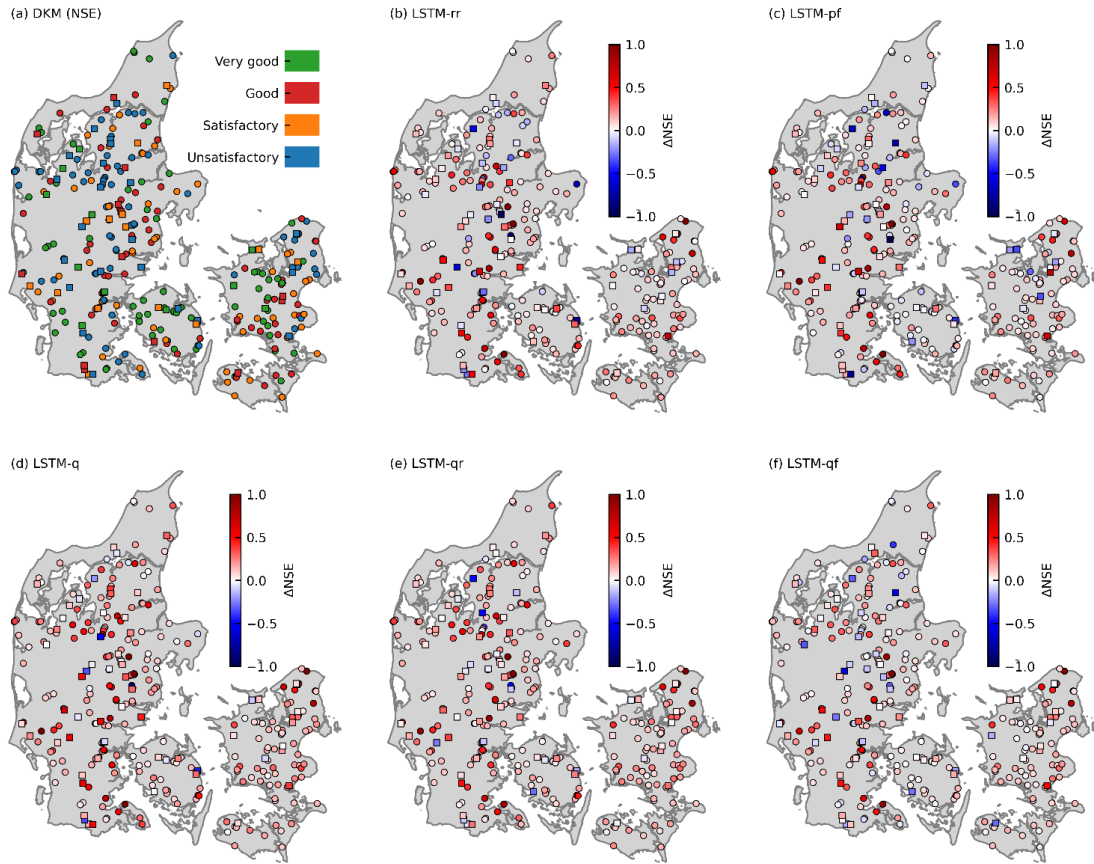 (a) DKM (NSE)
Very good
Good
Satisfactory
Unsatisfactory
(b) LSTM-rr
1.0
0.5
0.0
−0.5
−1.0
ΔNSE
(c) LSTM-pf
1.0
0.5
0.0
−0.5
−1.0
ΔNSE
(d) LSTM-q
1.0
0.5
0.0
−0.5
−1.0
ΔNSE
(e) LSTM-qr
1.0
0.5
0.0
−0.5
−1.0
ΔNSE
(f) LSTM-qf
1.0
0.5
0.0
−0.5
−1.0
ΔNSE